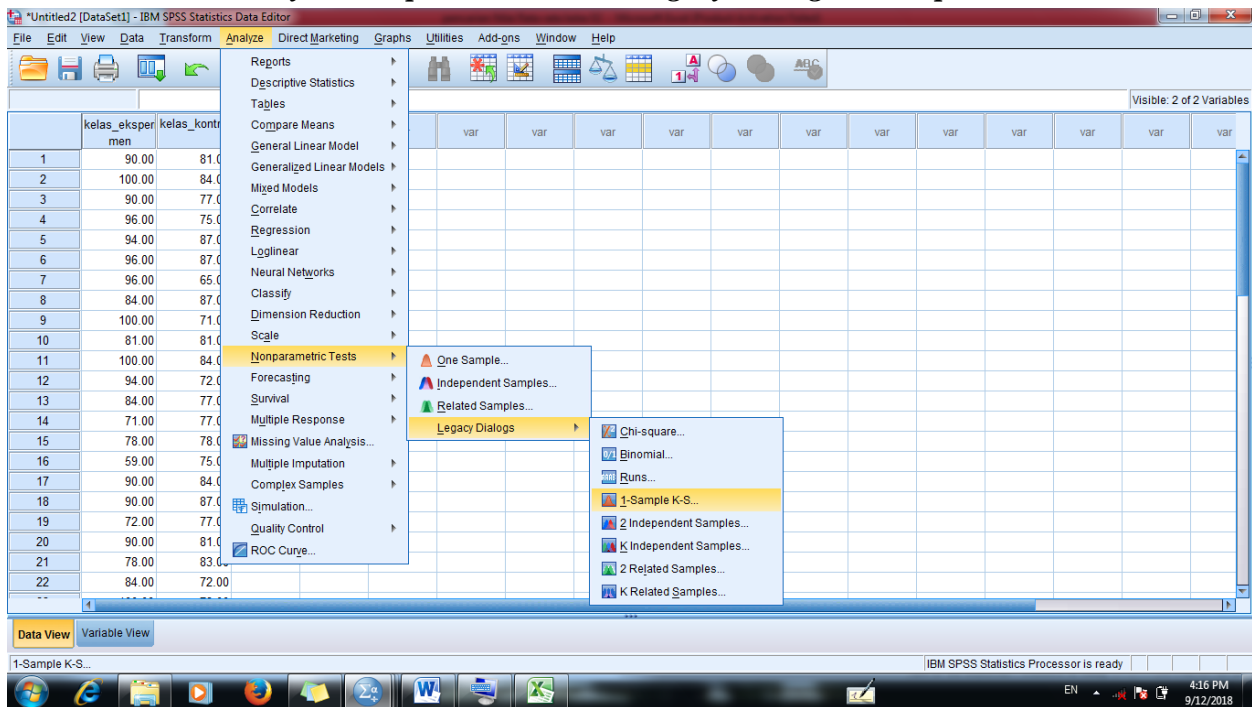 *Untitled2 [DataSet1] - IBM SPSS Statistics Data Editor
File Edit View Data Transform Analyze Direct Marketing Graphs Utilities Add-ons Window Help
Visible: 2 of 2 Variables
kelas_eksperi kelas_kontr var var var var var var var var var var var var
men
1 90.00 81.0
2 100.00 84.0
3 90.00 77.0
4 96.00 75.0
5 94.00 87.0
6 96.00 87.0
7 96.00 65.0
8 84.00 87.0
9 100.00 71.0
10 81.00 81.0
11 100.00 84.0
12 94.00 72.0
13 84.00 77.0
14 71.00 77.0
15 78.00 78.0
16 59.00 75.0
17 90.00 84.0
18 90.00 87.0
19 72.00 77.0
20 90.00 81.0
21 78.00 83.00
22 84.00 72.00
Reports
Descriptive Statistics
Tables
Compare Means
General Linear Model
Generalized Linear Models
Mixed Models
Correlate
Regression
Loglinear
Neural Networks
Classify
Dimension Reduction
Scale
Nonparametric Tests
Forecasting
Survival
Multiple Response
Missing Value Analysis...
Multiple Imputation
Complex Samples
Simulation...
Quality Control
ROC Curve...
One Sample...
Independent Samples...
Related Samples...
Legacy Dialogs
Chi-square...
Binomial...
Runs...
1-Sample K-S...
2 Independent Samples...
K Independent Samples...
2 Related Samples...
K Related Samples...
Data View Variable View
1-Sample K-S... IBM SPSS Statistics Processor is ready
EN 4:16 PM
9/12/2018